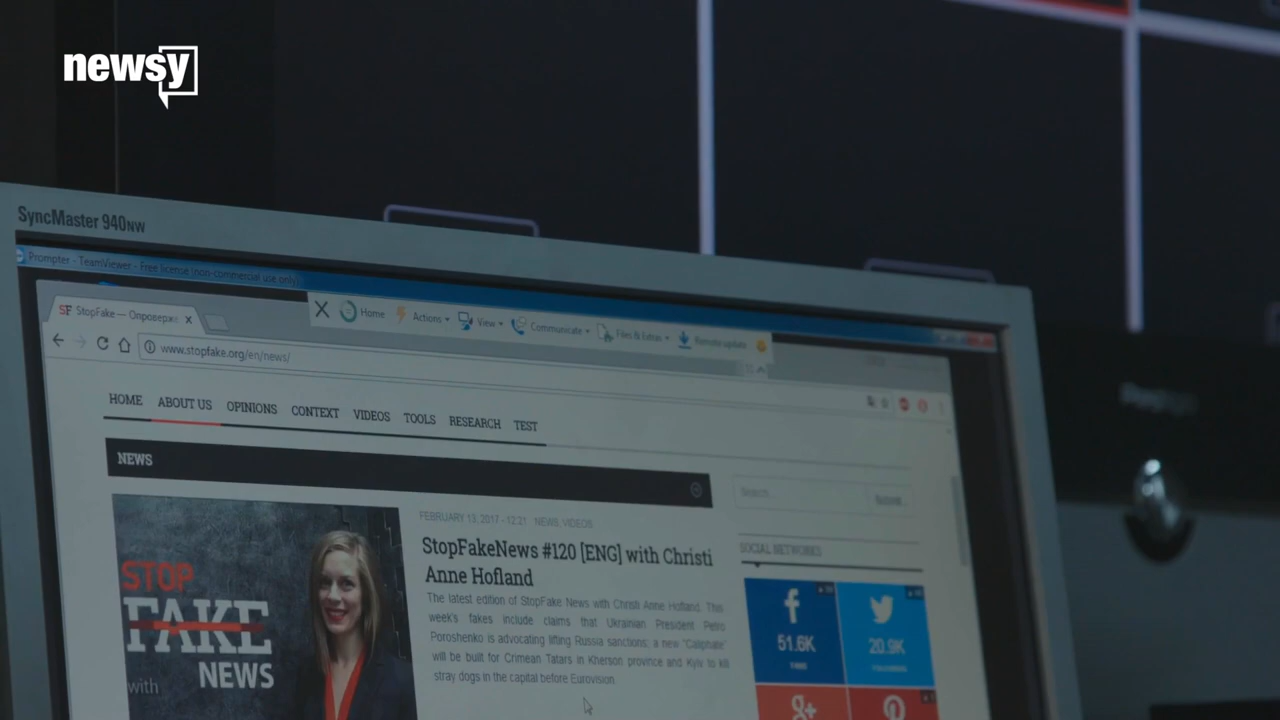 newsy
SyncMaster 940NW
Prompter - TeamViewer - Free license (non-commercial use only)
SF StopFake — Опроверже
Home Actions View Communicate Files & Extras Remote update
www.stopfake.org/en/news/
HOME ABOUT US OPINIONS CONTEXT VIDEOS TOOLS RESEARCH TEST
NEWS
Search...
FEBRUARY 13, 2017 - 12:21 NEWS, VIDEOS
StopFakeNews #120 [ENG] with Christi
Anne Hofland
The latest edition of StopFake News with Christi Anne Hofland. This
week's fakes include claims that Ukrainian President Petro
Poroshenko is advocating lifting Russia sanctions; a new "Caliphate"
will be built for Crimean Tatars in Kherson province and Kyiv to kill
stray dogs in the capital before Eurovision.
STOP
FAKE
NEWS
with
SOCIAL NETWORKS
51.6K
20.9K